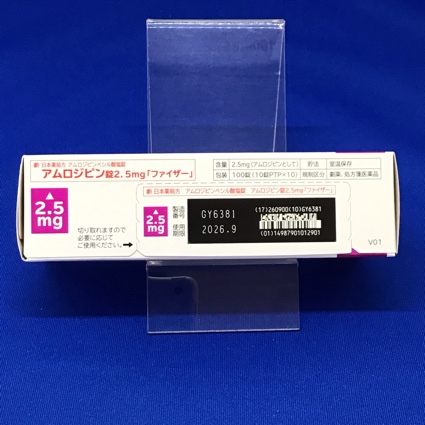 劇 日本薬局方 アムロジピンベシル酸塩錠
アムロジピン錠2.5mg「ファイザー」
含量 2.5mg(アムロジピンとして) 貯法 室温保存
包装 100錠(10錠PTP×10) 規制区分 劇薬、処方箋医薬品
2.5
mg
切り取れますので
必要に応じて
ご使用ください。
劇 日本薬局方 アムロジピンベシル酸塩錠 アムロジピン錠2.5mg「ファイザー」
2.5
mg
製造
番号
GY6381
使用
期限
2026.9
(17)260900(10)GY6381
(01)14987901012901
V01